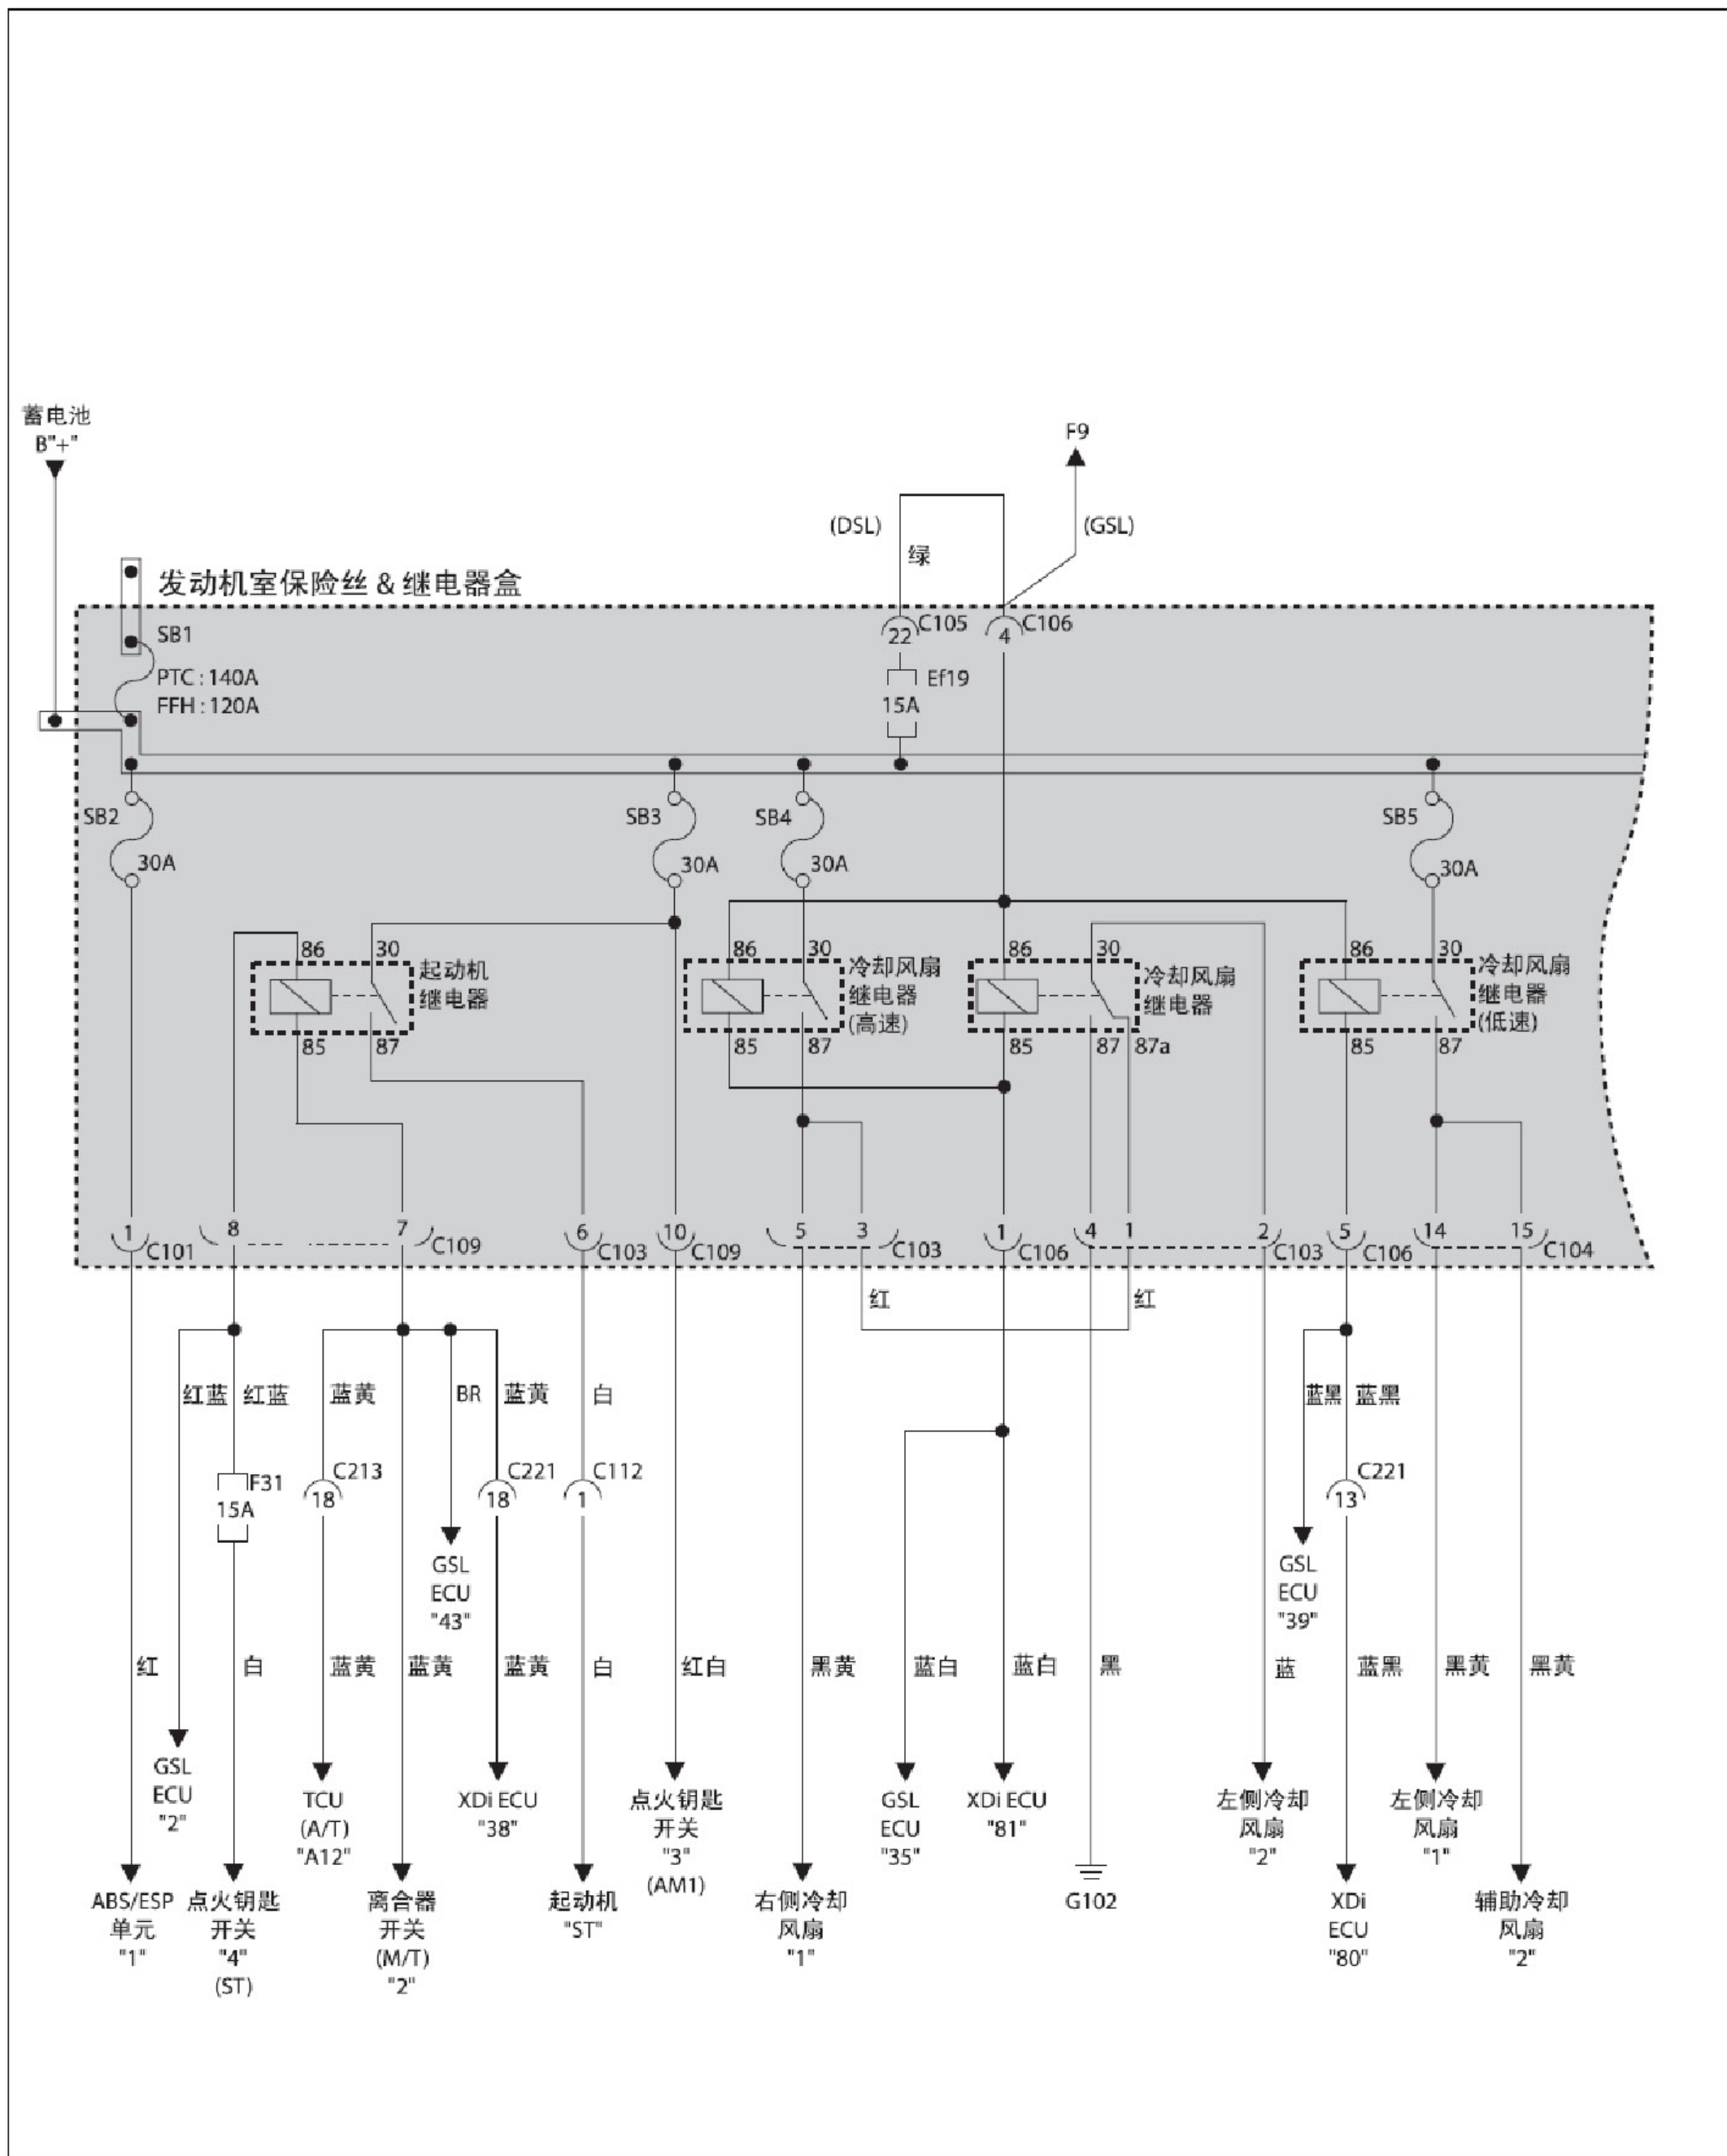 蓄电池
B"+"
F9
(DSL)
(GSL)
绿
发动机室保险丝 & 继电器盒
SB1
PTC : 140A
FFH : 120A
22
C105
4
C106
Ef19
15A
SB2
30A
SB3
30A
SB4
30A
SB5
30A
86
30
起动机
继电器
85
87
86
30
冷却风扇
继电器
(高速)
85
87
86
30
冷却风扇
继电器
85
87
87a
86
30
冷却风扇
继电器
(低速)
85
87
1
C101
8
7
C109
6
C103
10
C109
5
3
C103
1
C106
4
1
2
C103
5
C106
14
15
C104
红
红
红蓝
红蓝
蓝黄
BR
蓝黄
白
蓝黑
蓝黑
F31
15A
C213
18
C221
18
C112
1
C221
13
GSL
ECU
"43"
GSL
ECU
"39"
红
白
蓝黄
蓝黄
蓝黄
白
红白
黑黄
蓝白
蓝白
黑
蓝
蓝黑
黑黄
黑黄
GSL
ECU
"2"
TCU
(A/T)
"A12"
XDi ECU
"38"
点火钥匙
开关
"3"
(AM1)
GSL
ECU
"35"
XDi ECU
"81"
左侧冷却
风扇
"2"
左侧冷却
风扇
"1"
ABS/ESP
单元
"1"
点火钥匙
开关
"4"
(ST)
离合器
开关
(M/T)
"2"
起动机
"ST"
右侧冷却
风扇
"1"
G102
XDi
ECU
"80"
辅助冷却
风扇
"2"